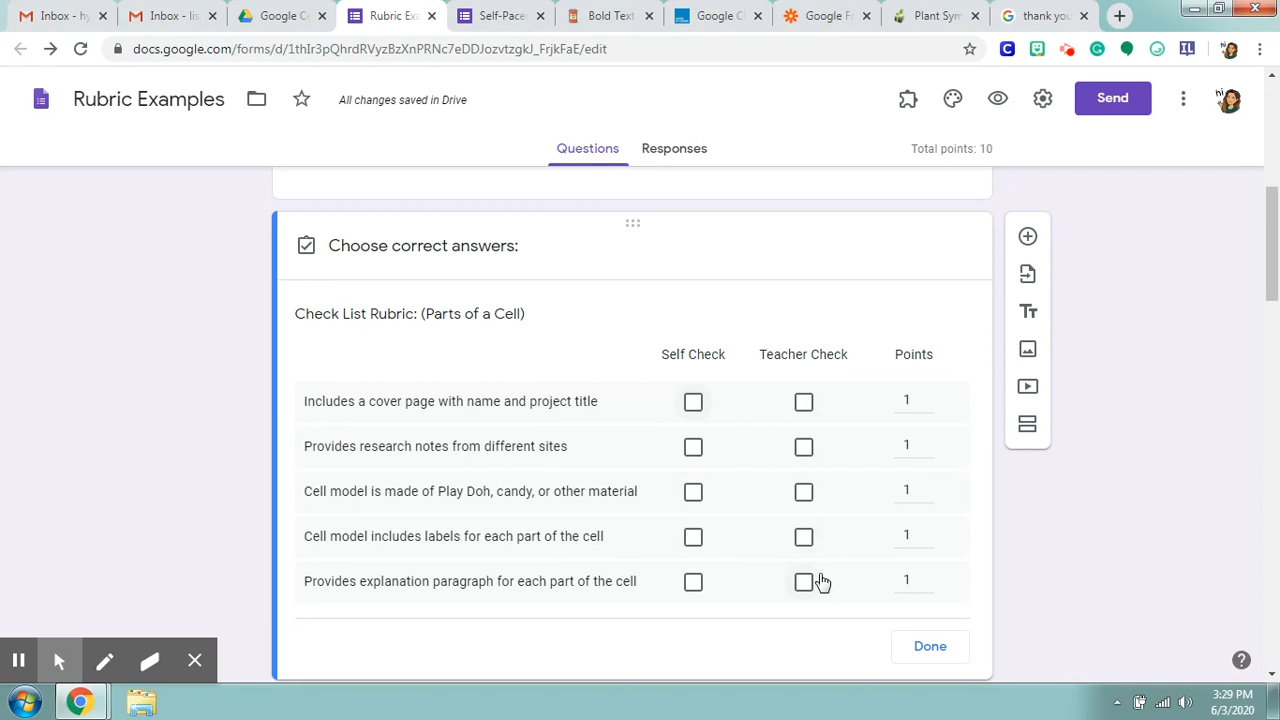 Inbox - h
Inbox - lis
Google Cl
Rubric Exa
Self-Pace
Bold Text
Google Cl
Google F
Plant Sym
thank you
docs.google.com/forms/d/1thIr3pQhrdRVyzBzXnPRNc7eDDJozvtzgkJ_FrjkFaE/edit
Rubric Examples
All changes saved in Drive
Send
hi
Questions
Responses
Total points: 10
Choose correct answers:
Check List Rubric: (Parts of a Cell)
Self Check Teacher Check Points
Includes a cover page with name and project title 1
Provides research notes from different sites 1
Cell model is made of Play Doh, candy, or other material 1
Cell model includes labels for each part of the cell 1
Provides explanation paragraph for each part of the cell 1
Done
3:29 PM
6/3/2020